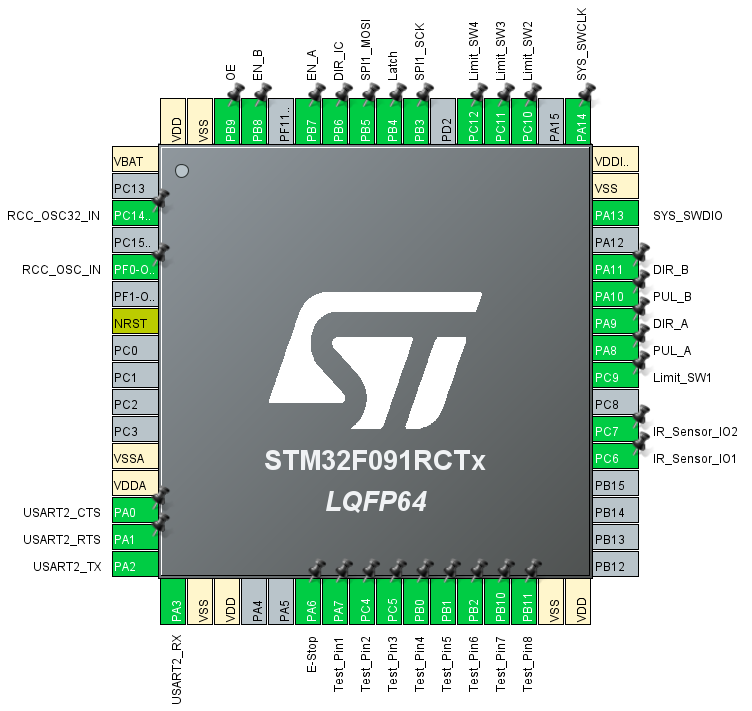 OE
EN_B
EN_A
DIR_IC
SPI1_MOSI
Latch
SPI1_SCK
Limit_SW4
Limit_SW3
Limit_SW2
SYS_SWCLK
VDD
VSS
PB9
PB8
PF11..
PB7
PB6
PB5
PB4
PB3
PD2
PC12
PC11
PC10
PA15
PA14
VBAT
PC13
RCC_OSC32_IN PC14..
PC15..
RCC_OSC_IN PF0-O..
PF1-O..
NRST
PC0
PC1
PC2
PC3
VSSA
VDDA
USART2_CTS PA0
USART2_RTS PA1
USART2_TX PA2
VDDI..
VSS
PA13 SYS_SWDIO
PA12
PA11 DIR_B
PA10 PUL_B
PA9 DIR_A
PA8 PUL_A
PC9 Limit_SW1
PC8
PC7 IR_Sensor_IO2
PC6 IR_Sensor_IO1
PB15
PB14
PB13
PB12
STM32F091RCTx
LQFP64
PA3
VSS
VDD
PA4
PA5
PA6
PA7
PC4
PC5
PB0
PB1
PB2
PB10
PB11
VSS
VDD
USART2_RX
E-Stop
Test_Pin1
Test_Pin2
Test_Pin3
Test_Pin4
Test_Pin5
Test_Pin6
Test_Pin7
Test_Pin8